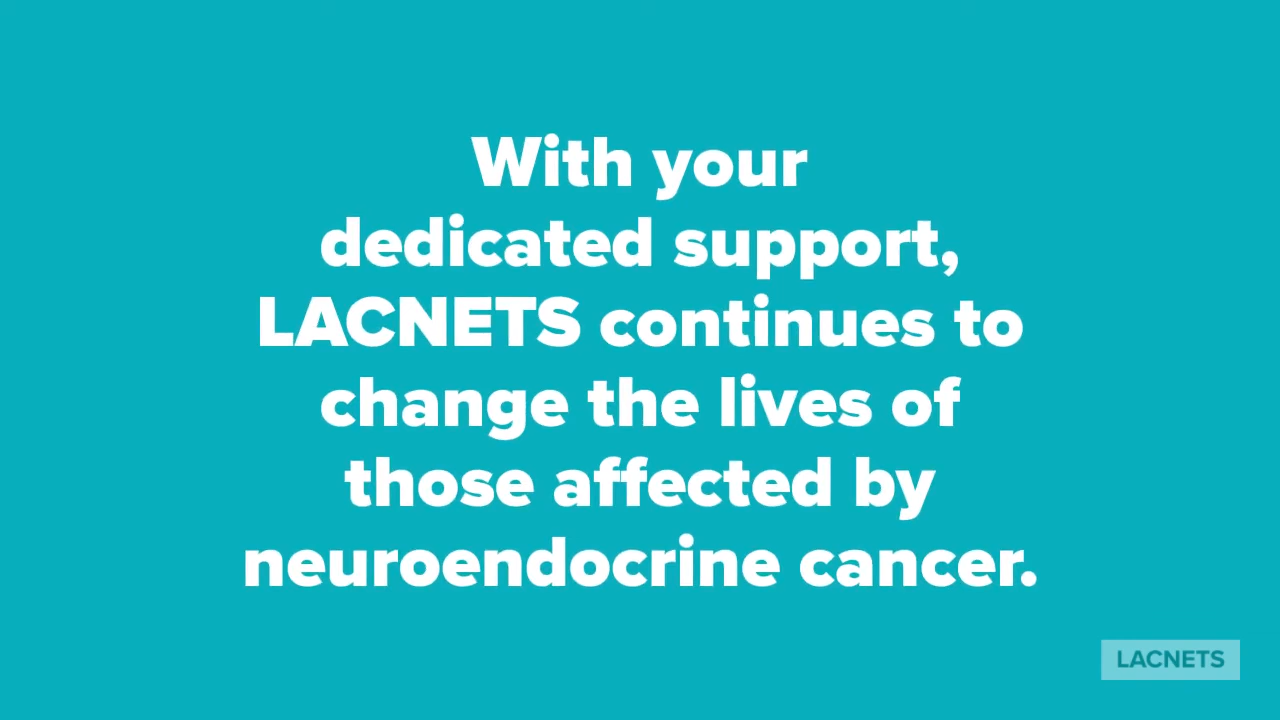 With your
dedicated support,
LACNETS continues to
change the lives of
those affected by
neuroendocrine cancer.
LACNETS